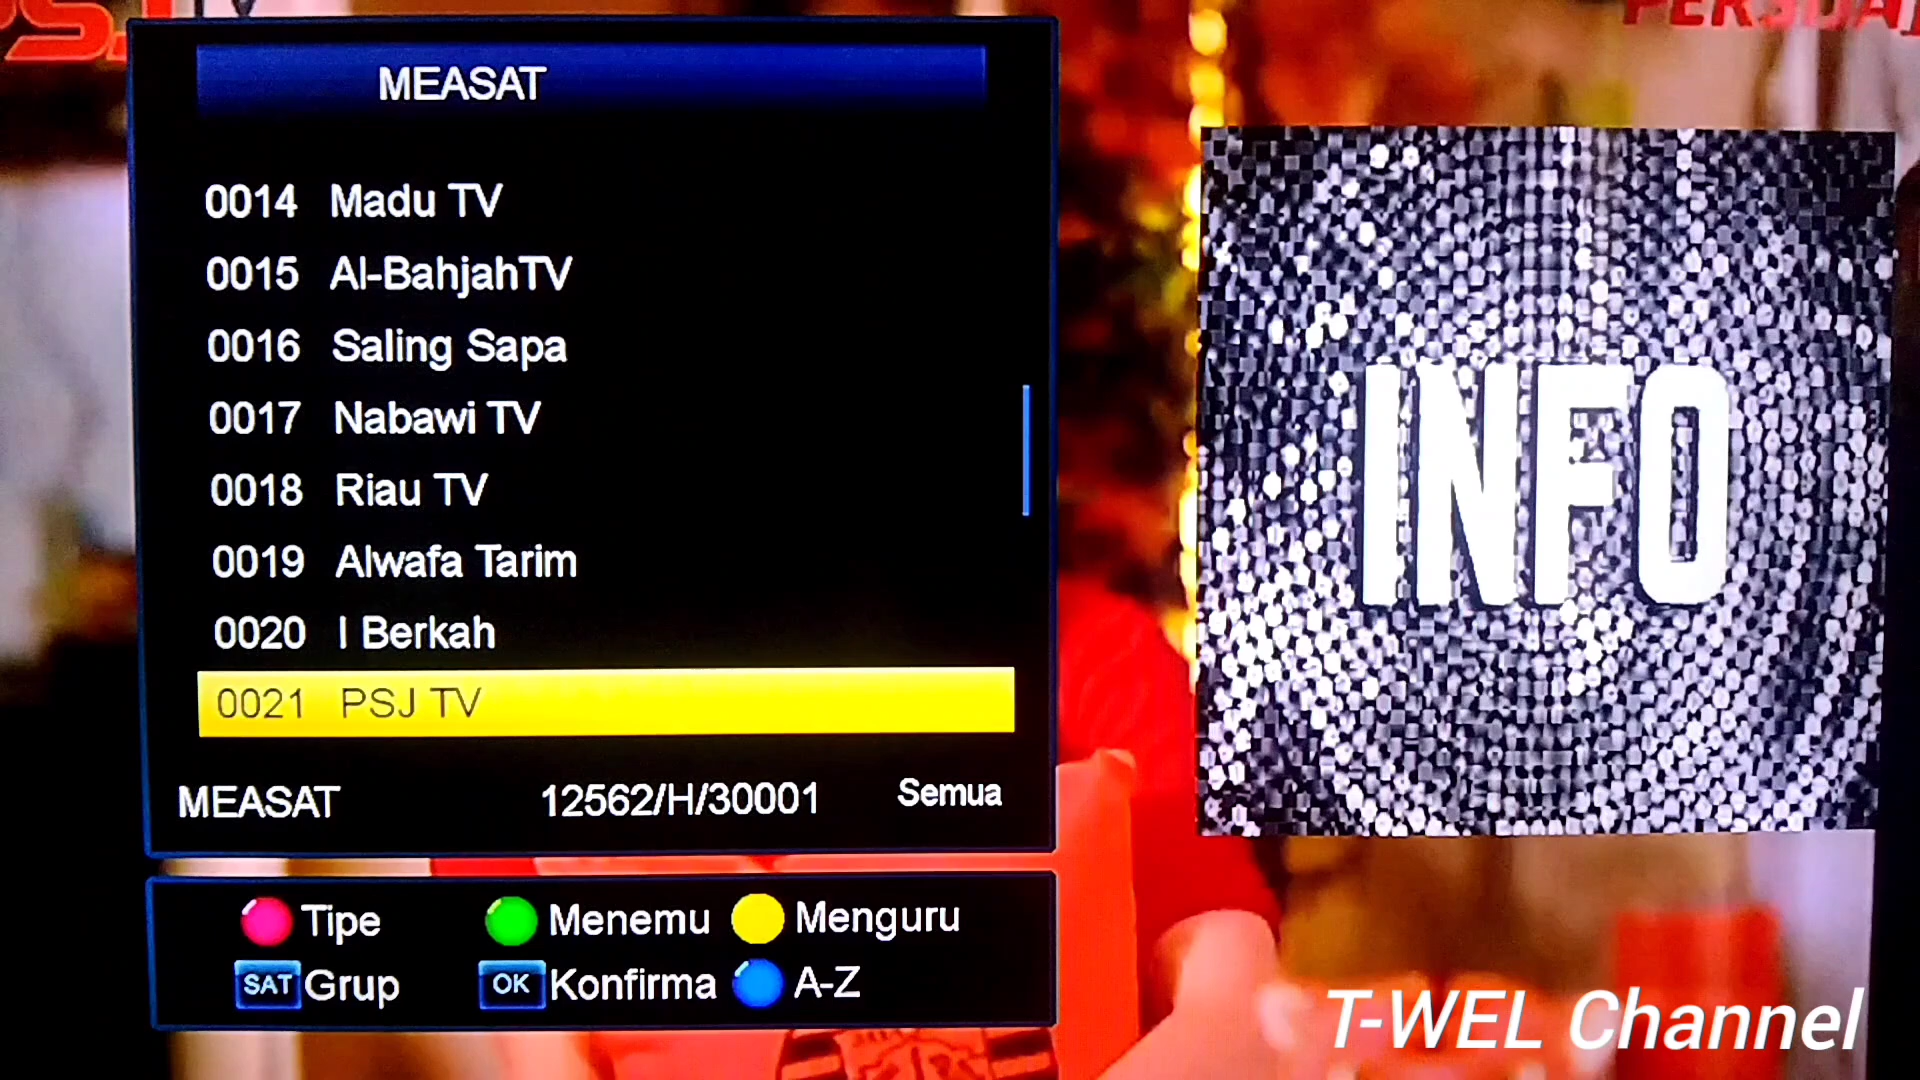 MEASAT
0014 Madu TV
0015 Al-BahjahTV
0016 Saling Sapa
0017 Nabawi TV
0018 Riau TV
0019 Alwafa Tarim
0020 I Berkah
0021 PSJ TV
MEASAT 12562/H/30001 Semua
Tipe Menemu Menguru
SAT Grup OK Konfirma A-Z
INFO
T-WEL Channel